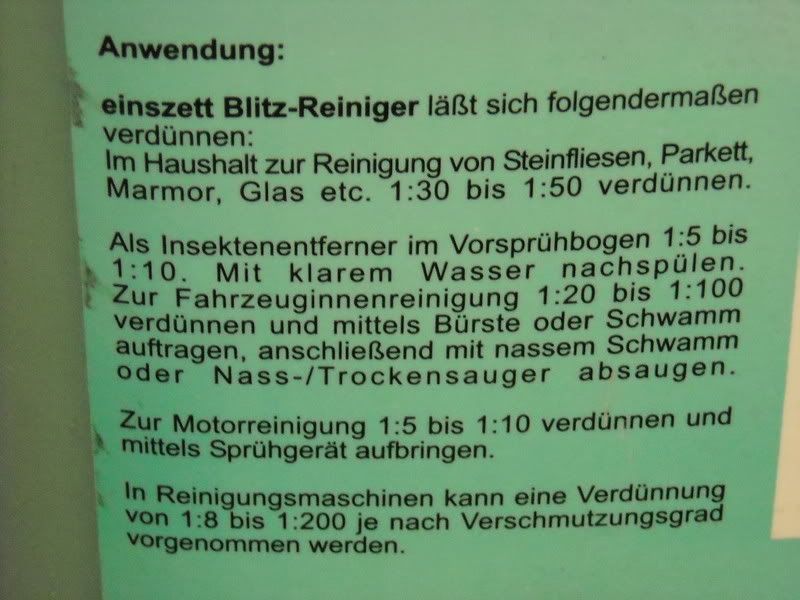 Anwendung:
einszett Blitz-Reiniger läßt sich folgendermaßen
verdünnen:
Im Haushalt zur Reinigung von Steinfliesen, Parkett,
Marmor, Glas etc. 1:30 bis 1:50 verdünnen.
Als Insektenentferner im Vorsprühbogen 1:5 bis
1:10. Mit klarem Wasser nachspülen.
Zur Fahrzeuginnenreinigung 1:20 bis 1:100
verdünnen und mittels Bürste oder Schwamm
auftragen, anschließend mit nassem Schwamm
oder Nass-/Trockensauger absaugen.
Zur Motorreinigung 1:5 bis 1:10 verdünnen und
mittels Sprühgerät aufbringen.
In Reinigungsmaschinen kann eine Verdünnung
von 1:8 bis 1:200 je nach Verschmutzungsgrad
vorgenommen werden.